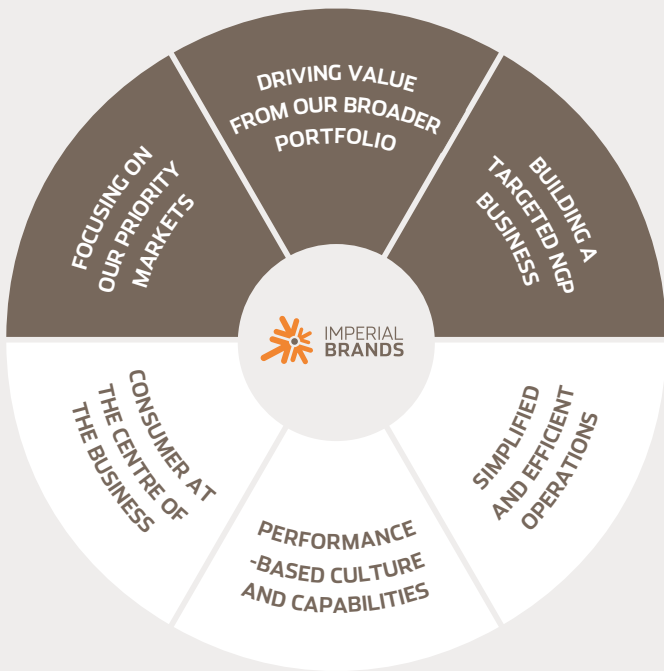 FOCUSING ON
OUR PRIORITY
MARKETS
DRIVING VALUE
FROM OUR BROADER
PORTFOLIO
BUILDING A
TARGETED NGP
BUSINESS
IMPERIAL
BRANDS
CONSUMER AT
THE CENTRE OF
THE BUSINESS
PERFORMANCE
-BASED CULTURE
AND CAPABILITIES
SIMPLIFIED
AND EFFICIENT
OPERATIONS